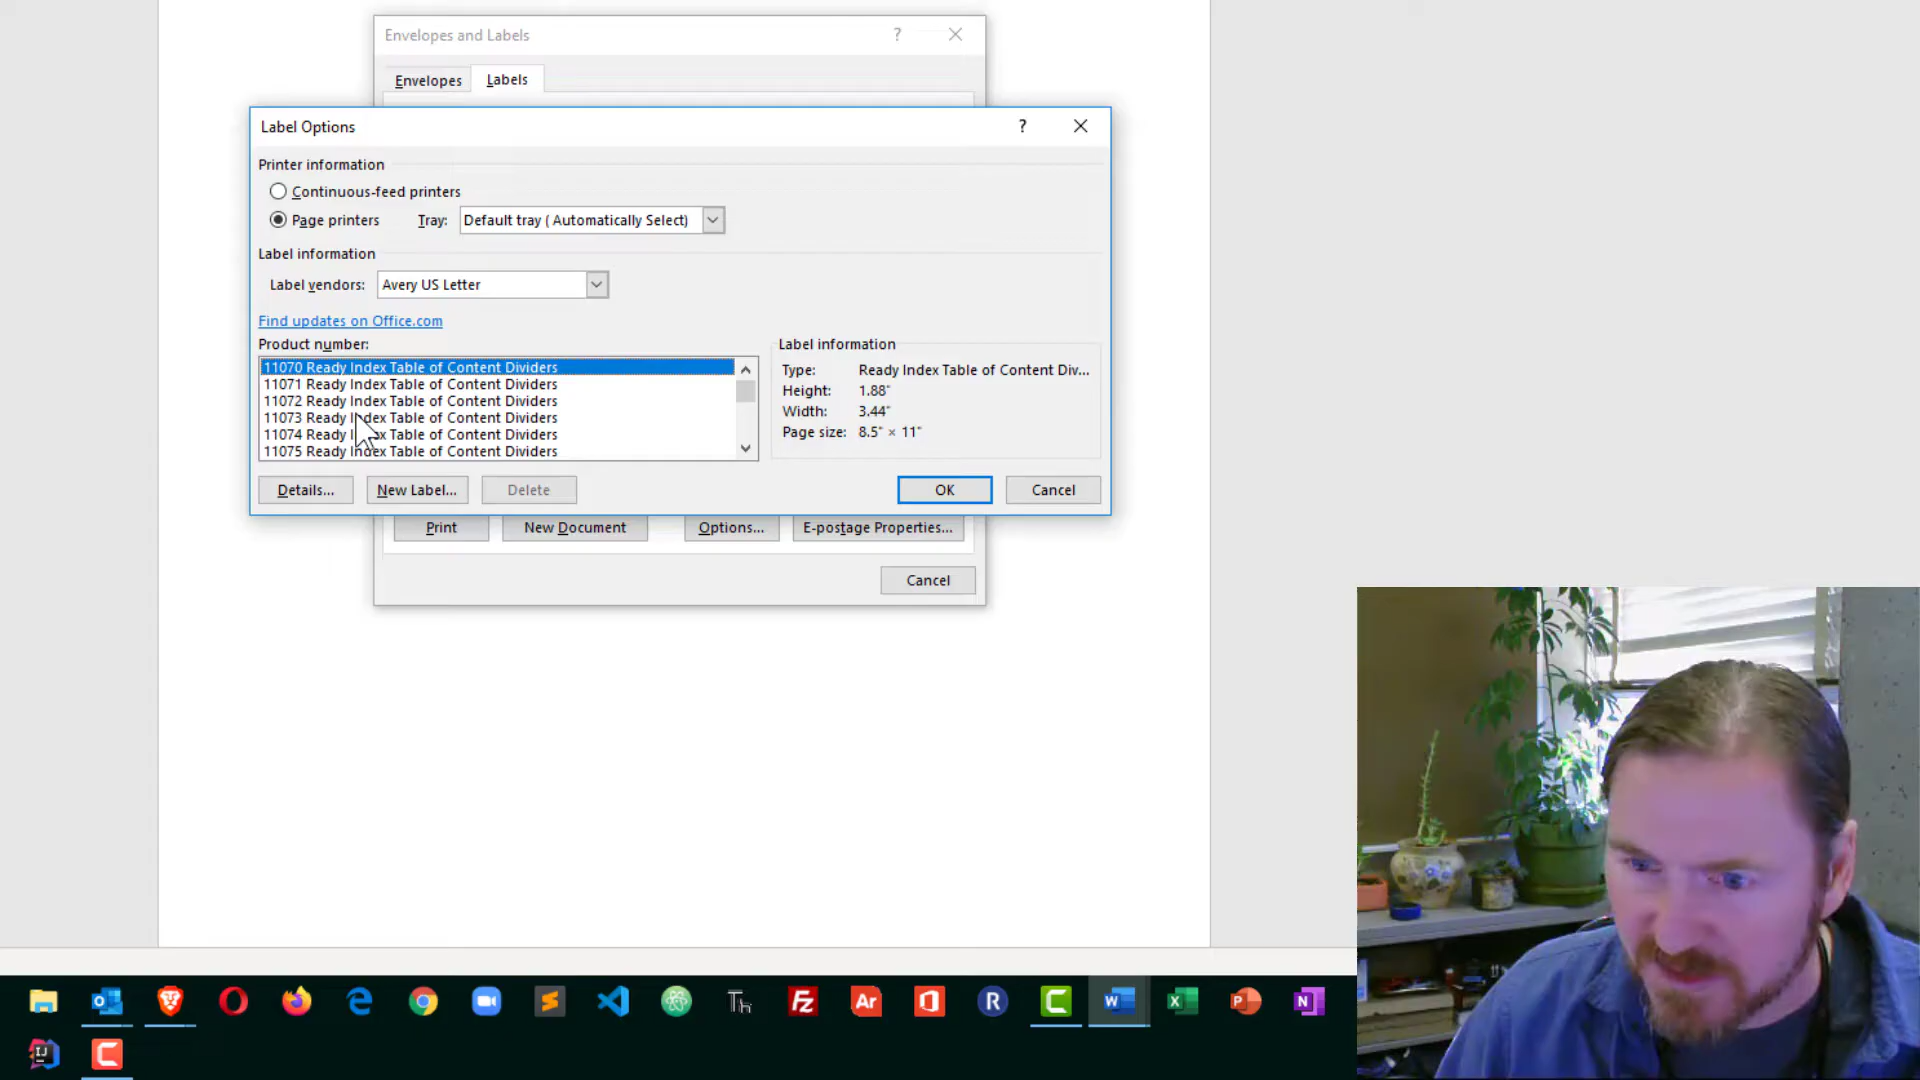 Envelopes and Labels
?
Envelopes
Labels
Label Options
?
Printer information
Continuous-feed printers
Page printers
Tray:
Default tray ( Automatically Select)
Label information
Label vendors:
Avery US Letter
Find updates on Office.com
Product number:
11070 Ready Index Table of Content Dividers
11071 Ready Index Table of Content Dividers
11072 Ready Index Table of Content Dividers
11073 Ready Index Table of Content Dividers
11074 Ready Index Table of Content Dividers
11075 Ready Index Table of Content Dividers
Label information
Type: Ready Index Table of Content Div...
Height: 1.88"
Width: 3.44"
Page size: 8.5" × 11"
Details...
New Label...
Delete
OK
Cancel
Print
New Document
Options...
E-postage Properties...
Cancel
Th
FZ
Ar
R
C
W
X
P
N
IJ
C